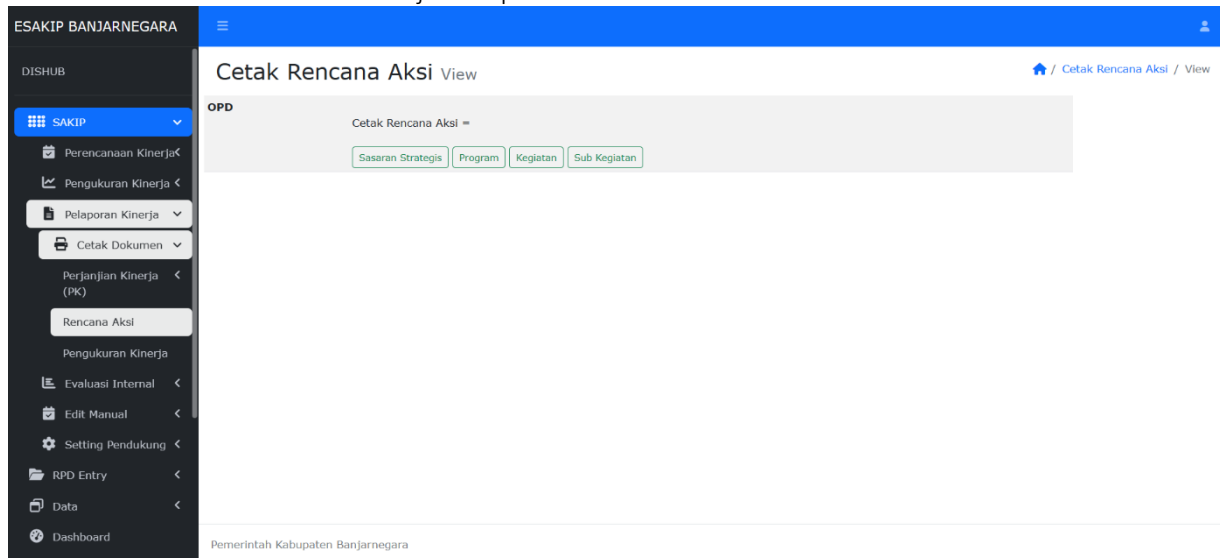 ESAKIP BANJARNEGARA
DISHUB
SAKIP
Perencanaan Kinerja
Pengukuran Kinerja
Pelaporan Kinerja
Cetak Dokumen
Perjanjian Kinerja
(PK)
Rencana Aksi
Pengukuran Kinerja
Evaluasi Internal
Edit Manual
Setting Pendukung
RPD Entry
Data
Dashboard
Cetak Rencana Aksi View
/ Cetak Rencana Aksi / View
OPD
Cetak Rencana Aksi =
Sasaran Strategis Program Kegiatan Sub Kegiatan
Pemerintah Kabupaten Banjarnegara